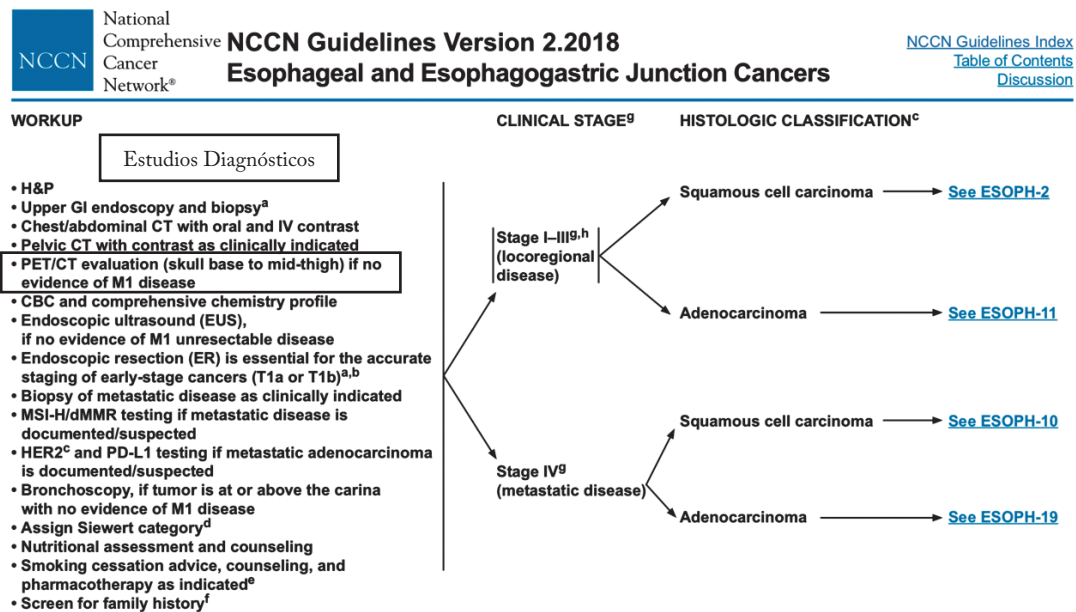 NCCN
National
Comprehensive
Cancer
Network®
NCCN Guidelines Version 2.2018
Esophageal and Esophagogastric Junction Cancers
NCCN Guidelines Index
Table of Contents
Discussion
WORKUP
Estudios Diagnósticos
• H&P
• Upper GI endoscopy and biopsyᵃ
• Chest/abdominal CT with oral and IV contrast
• Pelvic CT with contrast as clinically indicated
• PET/CT evaluation (skull base to mid-thigh) if no
evidence of M1 disease
• CBC and comprehensive chemistry profile
• Endoscopic ultrasound (EUS),
if no evidence of M1 unresectable disease
• Endoscopic resection (ER) is essential for the accurate
staging of early-stage cancers (T1a or T1b)ᵃ,ᵇ
• Biopsy of metastatic disease as clinically indicated
• MSI-H/dMMR testing if metastatic disease is
documented/suspected
• HER2ᶜ and PD-L1 testing if metastatic adenocarcinoma
is documented/suspected
• Bronchoscopy, if tumor is at or above the carina
with no evidence of M1 disease
• Assign Siewert categoryᵈ
• Nutritional assessment and counseling
• Smoking cessation advice, counseling, and
pharmacotherapy as indicatedᵉ
• Screen for family historyᶠ
CLINICAL STAGEᵍ
Stage I–IIIᵍ,ʰ
(locoregional
disease)
Stage IVᵍ
(metastatic disease)
HISTOLOGIC CLASSIFICATIONᶜ
Squamous cell carcinoma
See ESOPH-2
Adenocarcinoma
See ESOPH-11
Squamous cell carcinoma
See ESOPH-10
Adenocarcinoma
See ESOPH-19